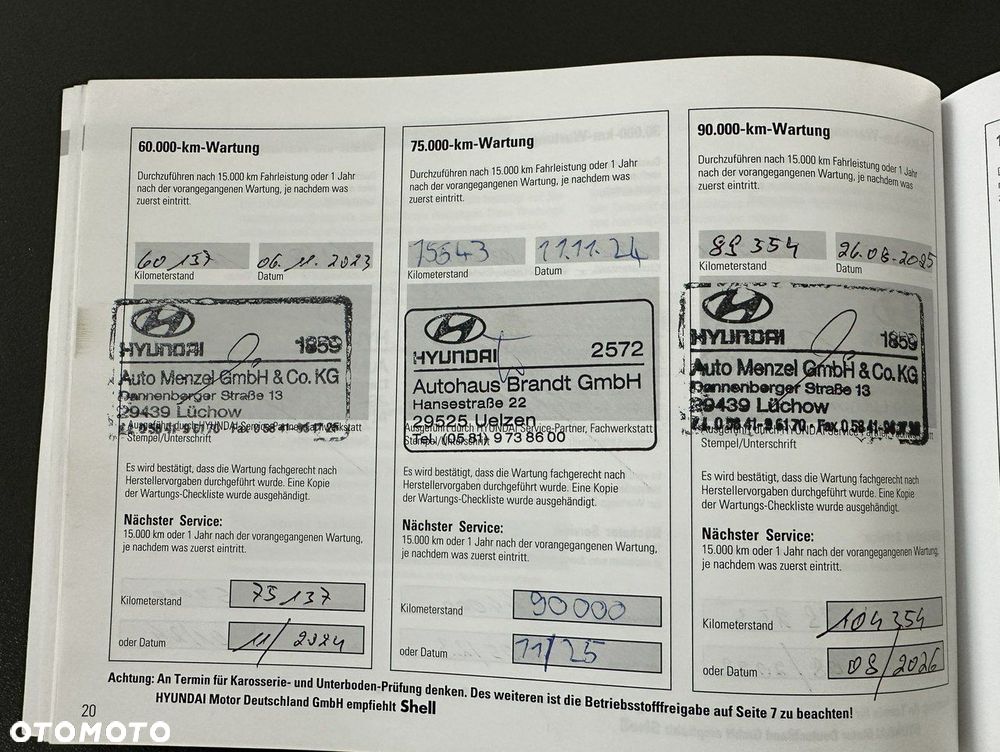 60.000-km-Wartung
Durchzuführen nach 15.000 km Fahrleistung oder 1 Jahr
nach der vorangegangenen Wartung, je nachdem was
zuerst eintritt.
60 137
06.11.2023
Kilometerstand
Datum
HYUNDAI
1859
Auto Menzel GmbH & Co. KG
Dannenberger Straße 13
29439 Lüchow
Ausgeführt durch HYUNDAI Service-Partner, Fachwerkstatt
Stempel/Unterschrift
Es wird bestätigt, dass die Wartung fachgerecht nach
Herstellervorgaben durchgeführt wurde. Eine Kopie
der Wartungs-Checkliste wurde ausgehändigt.
Nächster Service:
15.000 km oder 1 Jahr nach der vorangegangenen Wartung,
je nachdem was zuerst eintritt.
Kilometerstand
75 137
oder Datum
11/2024
75.000-km-Wartung
Durchzuführen nach 15.000 km Fahrleistung oder 1 Jahr
nach der vorangegangenen Wartung, je nachdem was
zuerst eintritt.
75543
11.11.24
Kilometerstand
Datum
HYUNDAI
2572
Autohaus Brandt GmbH
Hansestraße 22
29525 Uelzen
Ausgeführt durch HYUNDAI Service-Partner, Fachwerkstatt
Tel. (05 81) 9 73 86 00
Stempel/Unterschrift
Es wird bestätigt, dass die Wartung fachgerecht nach
Herstellervorgaben durchgeführt wurde. Eine Kopie
der Wartungs-Checkliste wurde ausgehändigt.
Nächster Service:
15.000 km oder 1 Jahr nach der vorangegangenen Wartung,
je nachdem was zuerst eintritt.
Kilometerstand
90000
oder Datum
11/25
90.000-km-Wartung
Durchzuführen nach 15.000 km Fahrleistung oder 1 Jahr
nach der vorangegangenen Wartung, je nachdem was
zuerst eintritt.
89 354
26.08.2025
Kilometerstand
Datum
HYUNDAI
1859
Auto Menzel GmbH & Co. KG
Dannenberger Straße 13
29439 Lüchow
Ausgeführt durch HYUNDAI Service-Partner, Fachwerkstatt
Stempel/Unterschrift
Es wird bestätigt, dass die Wartung fachgerecht nach
Herstellervorgaben durchgeführt wurde. Eine Kopie
der Wartungs-Checkliste wurde ausgehändigt.
Nächster Service:
15.000 km oder 1 Jahr nach der vorangegangenen Wartung,
je nachdem was zuerst eintritt.
Kilometerstand
104 354
oder Datum
08/2026
Achtung: An Termin für Karosserie- und Unterboden-Prüfung denken. Des weiteren ist die Betriebsstofffreigabe auf Seite 7 zu beachten!
HYUNDAI Motor Deutschland GmbH empfiehlt Shell
20
OTOMOTO